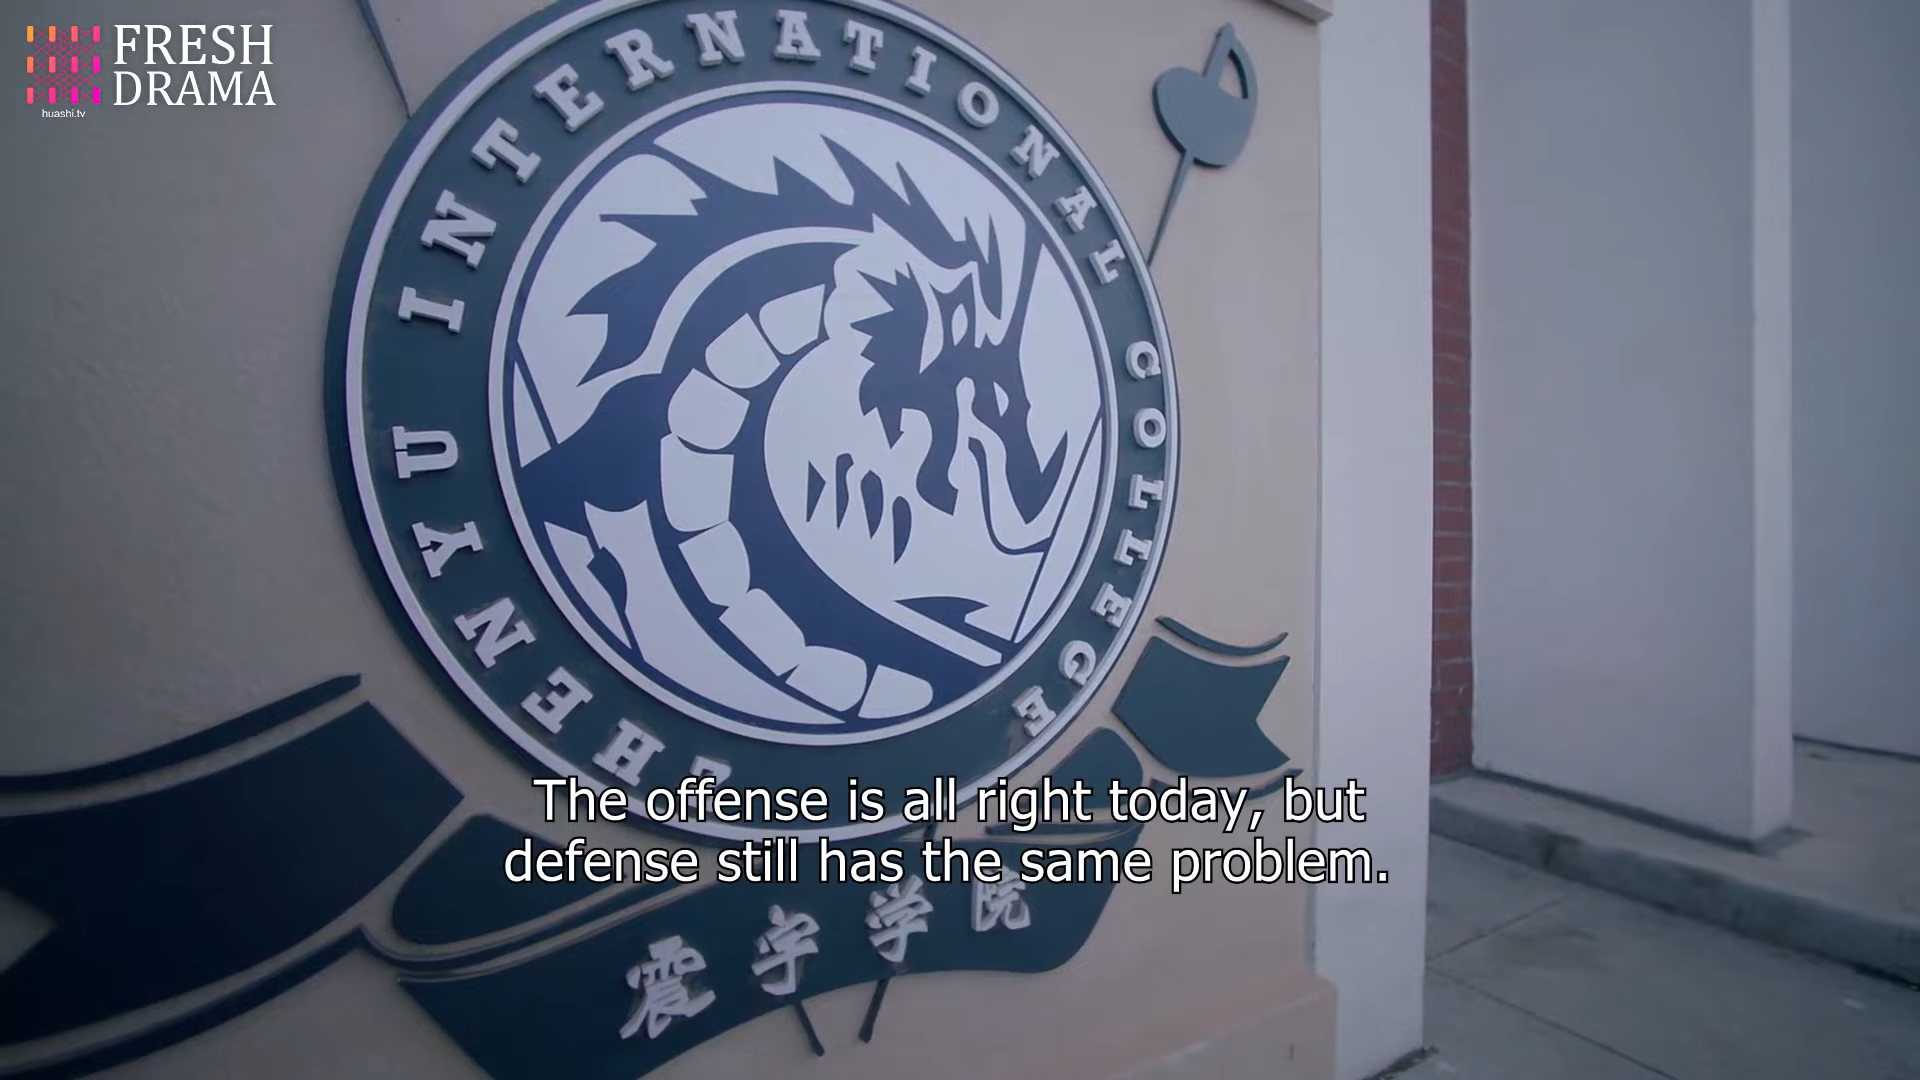 FRESH
DRAMA
huashi.tv
ZHENYU INTERNATIONAL COLLEGE
The offense is all right today, but
defense still has the same problem.
震宇学院